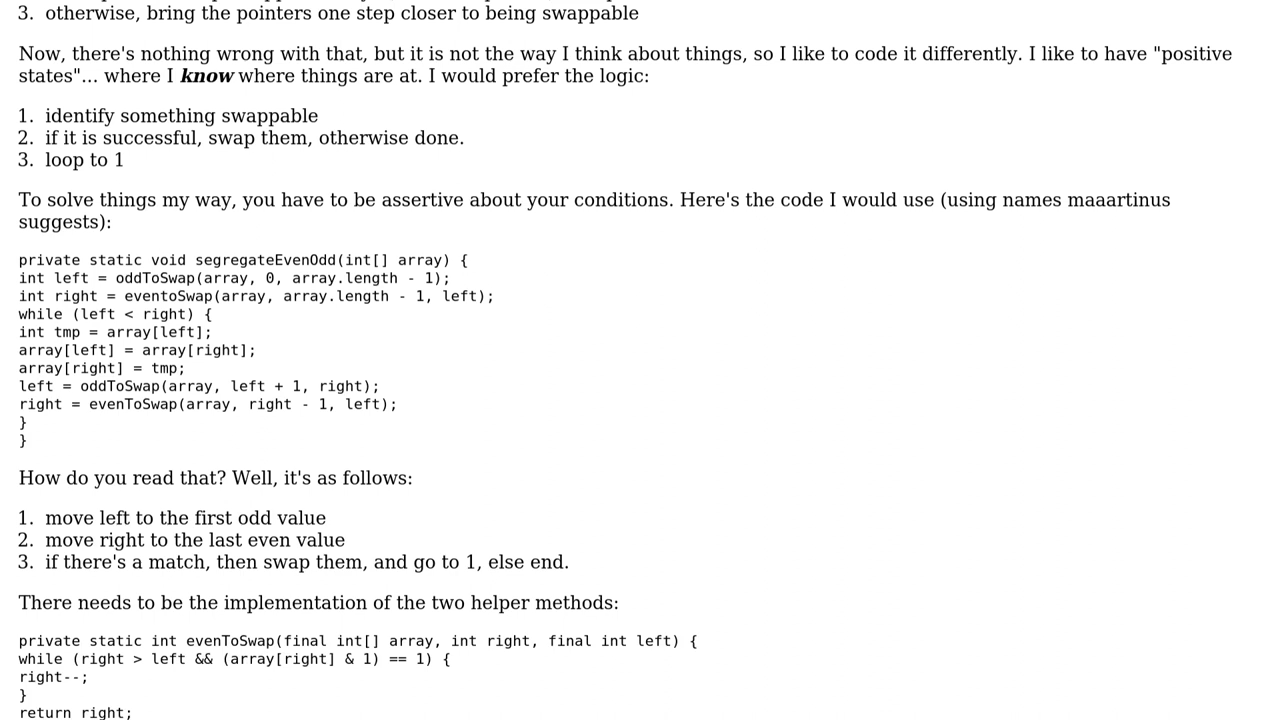 3. otherwise, bring the pointers one step closer to being swappable
Now, there's nothing wrong with that, but it is not the way I think about things, so I like to code it differently. I like to have "positive
states"... where I know where things are at. I would prefer the logic:
1. identify something swappable
2. if it is successful, swap them, otherwise done.
3. loop to 1
To solve things my way, you have to be assertive about your conditions. Here's the code I would use (using names maaartinus
suggests):
private static void segregateEvenOdd(int[] array) {
int left = oddToSwap(array, 0, array.length - 1);
int right = eventoSwap(array, array.length - 1, left);
while (left < right) {
int tmp = array[left];
array[left] = array[right];
array[right] = tmp;
left = oddToSwap(array, left + 1, right);
right = evenToSwap(array, right - 1, left);
}
}
How do you read that? Well, it's as follows:
1. move left to the first odd value
2. move right to the last even value
3. if there's a match, then swap them, and go to 1, else end.
There needs to be the implementation of the two helper methods:
private static int evenToSwap(final int[] array, int right, final int left) {
while (right > left && (array[right] & 1) == 1) {
right--;
}
return right;